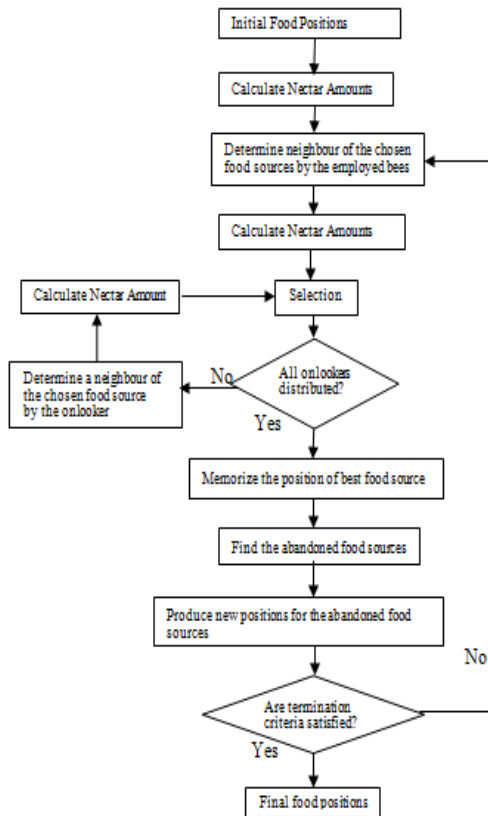 Initial Food Positions
Calculate Nectar Amounts
Determine neighbour of the chosen
food sources by the employed bees
Calculate Nectar Amounts
Calculate Nectar Amount
Selection
Determine a neighbour of
the chosen food source
by the onlooker
No
All onlookers
distributed?
Yes
Memorize the position of best food source
Find the abandoned food sources
Produce new positions for the abandoned food
sources
No
Are termination
criteria satisfied?
Yes
Final food positions